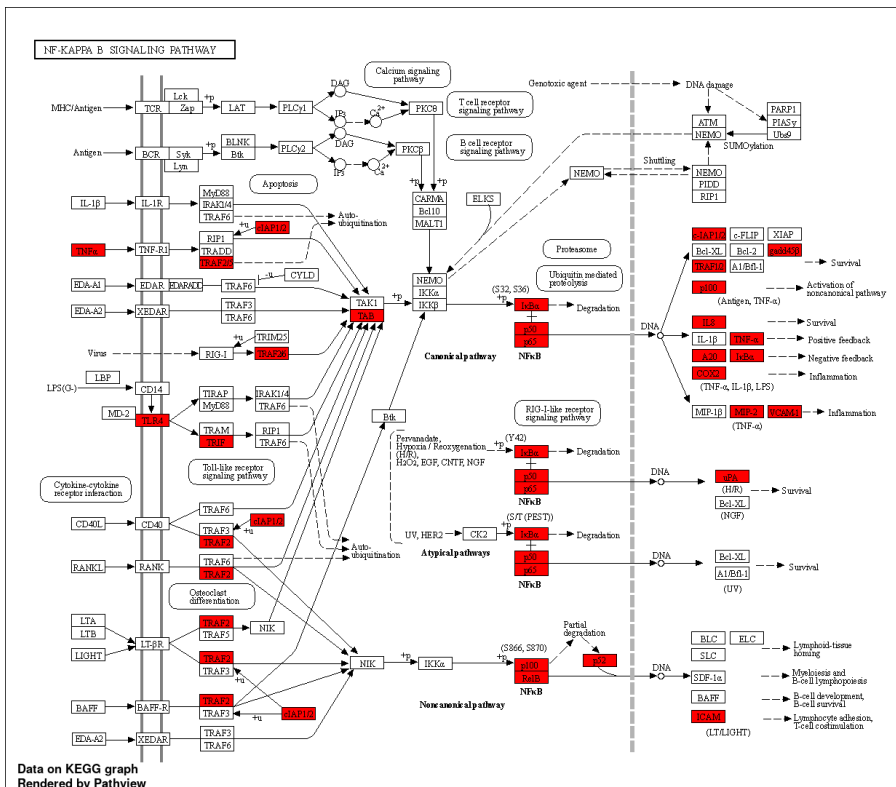 NF-KAPPA B SIGNALING PATHWAY
Calcium signaling
pathway
Genotoxic agent
DNA damage
MHC/Antigen
TCR
Lck
Zap
+p
LAT
PLCγ1
DAG
IP3
Ca2+
PKCθ
T cell receptor
signaling pathway
ATM
NEMO
PARP1
PIASy
Ubc9
SUMOylation
Antigen
BCR
Syk
Lyn
+p
BLNK
Btk
PLCγ2
DAG
IP3
Ca2+
PKCβ
B cell receptor
signaling pathway
+p
+p
Shuttling
NEMO
NEMO
PIDD
RIP1
Apoptosis
CARMA
Bcl10
MALT1
ELKS
IL-1β
IL-1R
MyD88
IRAK1/4
TRAF6
Auto-
ubiquitination
+u
cIAP1/2
TNFα
TNF-R1
RIP1
TRADD
TRAF2/5
Proteasome
Ubiquitin mediated
proteolysis
c-IAP1/2
c-FLIP
XIAP
Bcl-XL
Bcl-2
gadd45β
TRAF1/2
A1/Bfl-1
Survival
p100
Activation of
noncanonical pathway
(Antigen, TNF-α)
EDA-A1
EDAR
EDARADD
TRAF6
-u
CYLD
EDA-A2
XEDAR
TRAF3
TRAF6
TAK1
TAB
+p
NEMO
IKKα
IKKβ
(S32, S36)
+p
IκBα
Degradation
p50
p65
NFκB
Canonical pathway
DNA
IL8
Survival
IL-1β
TNF-α
Positive feedback
A20
IκBα
Negative feedback
COX2
Inflammation
(TNF-α, IL-1β, LPS)
MIP-1β
MIP-2
VCAM-1
Inflammation
(TNF-α)
Virus
RIG-I
+u
TRIM25
LPS(G-)
LBP
CD14
MD-2
TLR4
TIRAP
MyD88
IRAK1/4
TRAF6
TRAM
TRIF
RIP1
TRAF6
Btk
RIG-I-like receptor
signaling pathway
Pervanadate,
Hypoxia / Reoxygenation
(H/R),
H2O2, EGF, CNTF, NGF
+p
(Y42)
IκBα
Degradation
p50
p65
NFκB
DNA
uPA
(H/R)
Bcl-XL
(NGF)
Survival
Toll-like receptor
signaling pathway
Cytokine-cytokine
receptor interaction
CD40L
CD40
TRAF6
TRAF3
TRAF2
+u
cIAP1/2
Auto-
ubiquitination
UV, HER2
CK2
+p
(S/T (PEST))
IκBα
Degradation
p50
p65
NFκB
Atypical pathways
DNA
Bcl-XL
A1/Bfl-1
(UV)
Survival
RANKL
RANK
TRAF6
TRAF2
Osteoclast
differentiation
LTA
LTB
LIGHT
LT-βR
TRAF2
TRAF5
NIK
TRAF2
TRAF3
+u
NIK
+p
IKKα
+p
(S866, S870)
p100
RelB
NFκB
Partial
degradation
p52
Noncanonical pathway
DNA
BLC
ELC
SLC
Lymphoid-tissue
homing
SDF-1α
Myeloiesis and
B-cell lymphopoiesis
BAFF
B-cell development,
B-cell survival
ICAM
Lymphocyte adhesion,
T-cell costimulation
(LT/LIGHT)
BAFF
BAFF-R
TRAF2
TRAF3
+u
cIAP1/2
EDA-A2
XEDAR
TRAF3
TRAF6
Data on KEGG graph
Rendered by Pathview